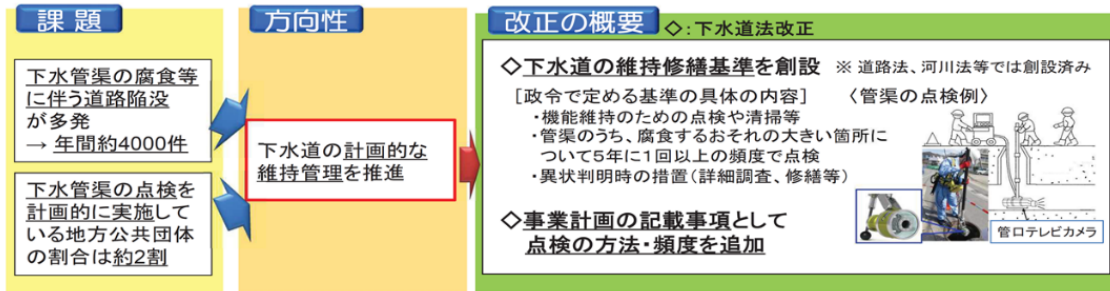 課題
下水管渠の腐食等
に伴う道路陥没
が多発
→ 年間約4000件
下水管渠の点検を
計画的に実施して
いる地方公共団体
の割合は約2割
方向性
下水道の計画的な
維持管理を推進
改正の概要 ◇：下水道法改正
◇下水道の維持修繕基準を創設 ※ 道路法、河川法等では創設済み
［政令で定める基準の具体の内容］ 〈管渠の点検例〉
・機能維持のための点検や清掃等
・管渠のうち、腐食するおそれの大きい箇所に
ついて5年に1回以上の頻度で点検
・異状判明時の措置（詳細調査、修繕等）
◇事業計画の記載事項として
点検の方法・頻度を追加
管口テレビカメラ